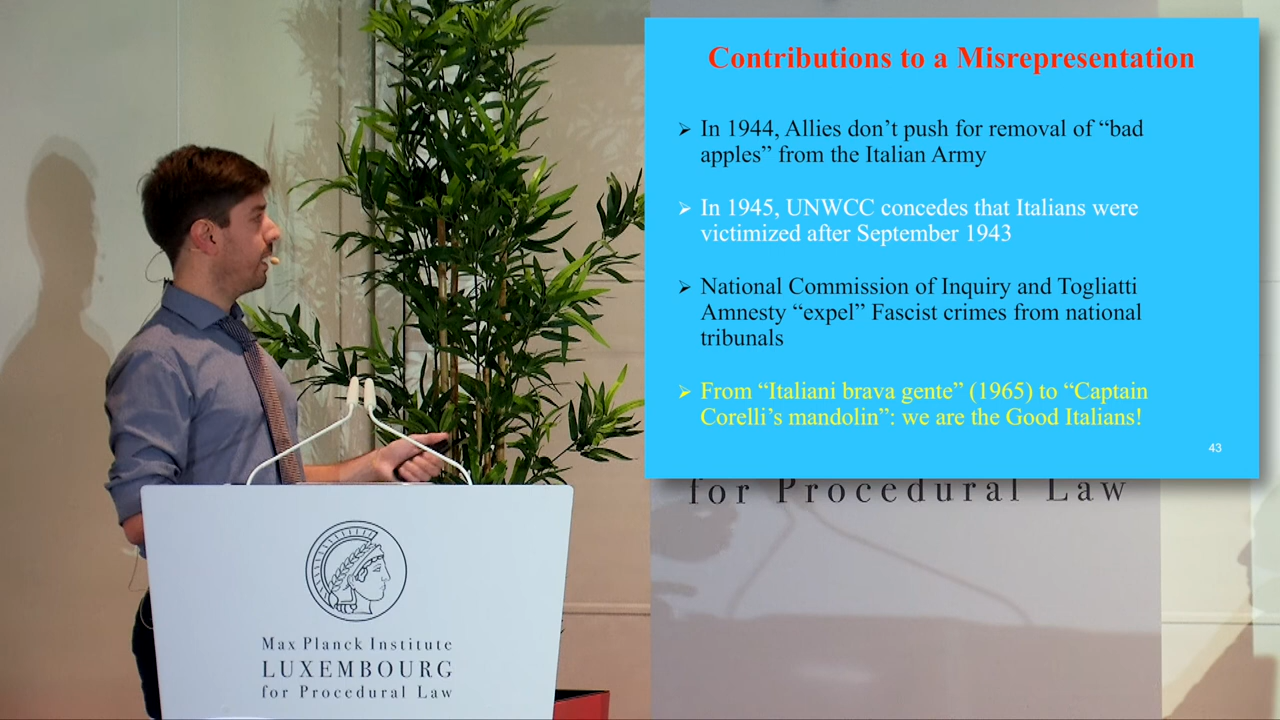 Contributions to a Misrepresentation
➢ In 1944, Allies don’t push for removal of “bad
apples” from the Italian Army
➢ In 1945, UNWCC concedes that Italians were
victimized after September 1943
➢ National Commission of Inquiry and Togliatti
Amnesty “expel” Fascist crimes from national
tribunals
➢ From “Italiani brava gente” (1965) to “Captain
Corelli’s mandolin”: we are the Good Italians!
43
for Procedural Law
Max Planck Institute
LUXEMBOURG
for Procedural Law